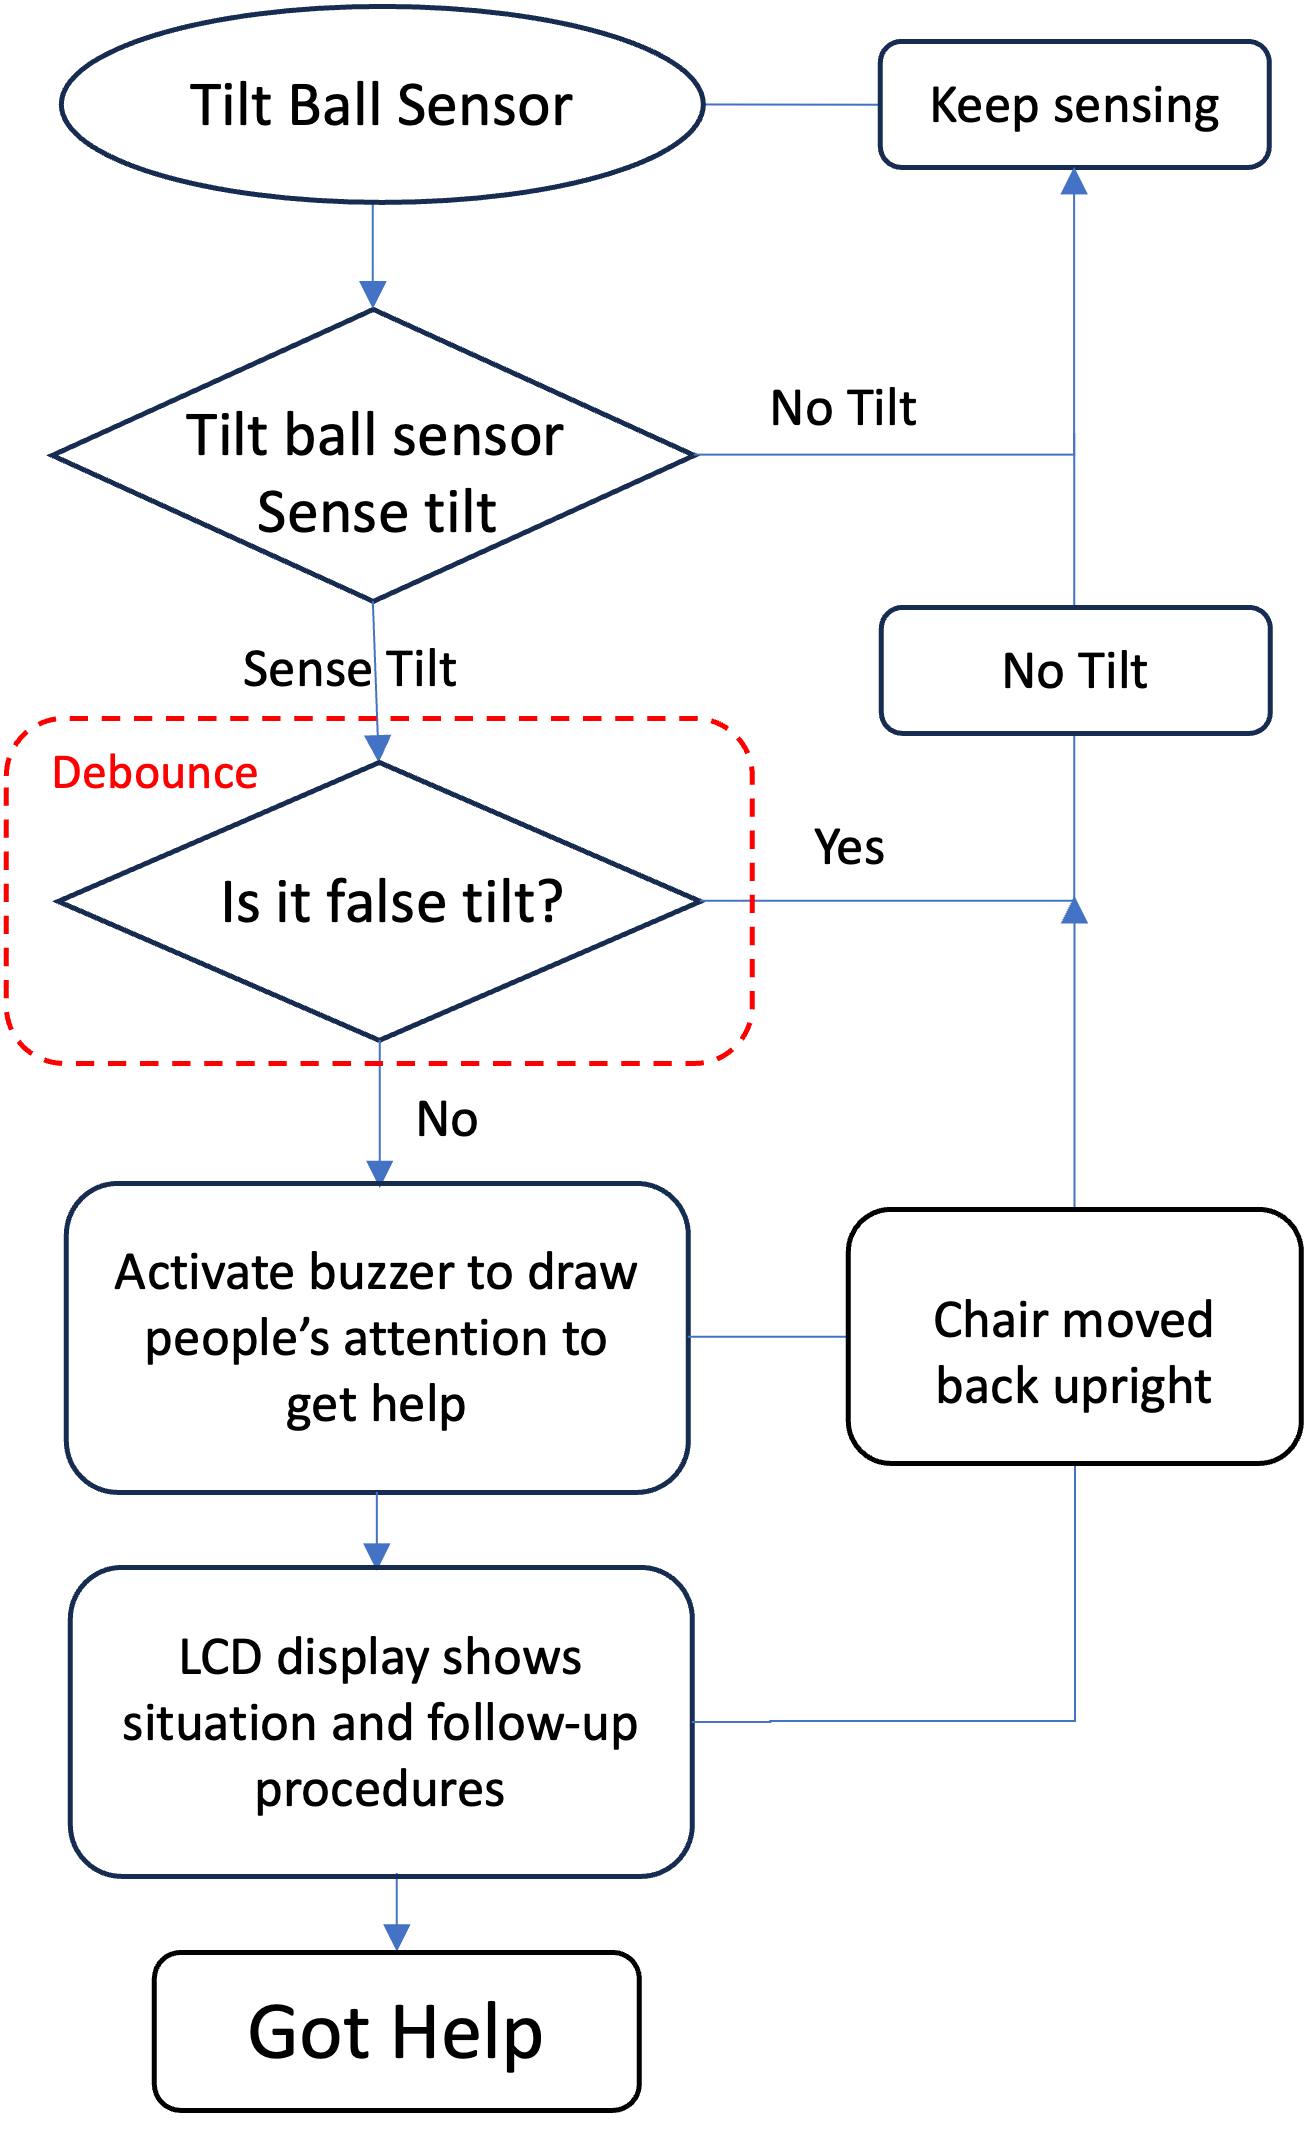 Tilt Ball Sensor
Keep sensing
Tilt ball sensor
Sense tilt
No Tilt
Sense Tilt
No Tilt
Debounce
Is it false tilt?
Yes
No
Activate buzzer to draw
people’s attention to
get help
Chair moved
back upright
LCD display shows
situation and follow-up
procedures
Got Help